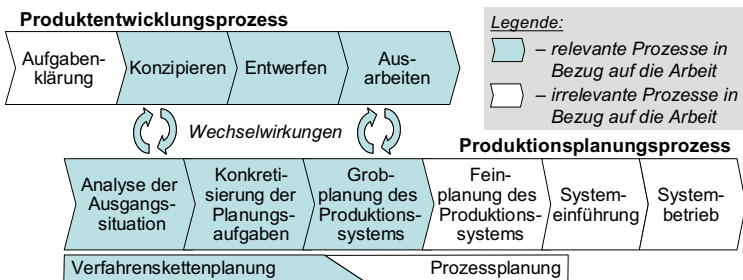 Produktentwicklungsprozess
Aufgaben-
klärung
Konzipieren
Entwerfen
Aus-
arbeiten
Legende:
– relevante Prozesse in
Bezug auf die Arbeit
– irrelevante Prozesse in
Bezug auf die Arbeit
Wechselwirkungen
Produktionsplanungsprozess
Analyse der
Ausgangs-
situation
Konkreti-
sierung der
Planungs-
aufgaben
Grob-
planung des
Produktions-
systems
Fein-
planung des
Produktions-
systems
System-
einführung
System-
betrieb
Verfahrenskettenplanung
Prozessplanung